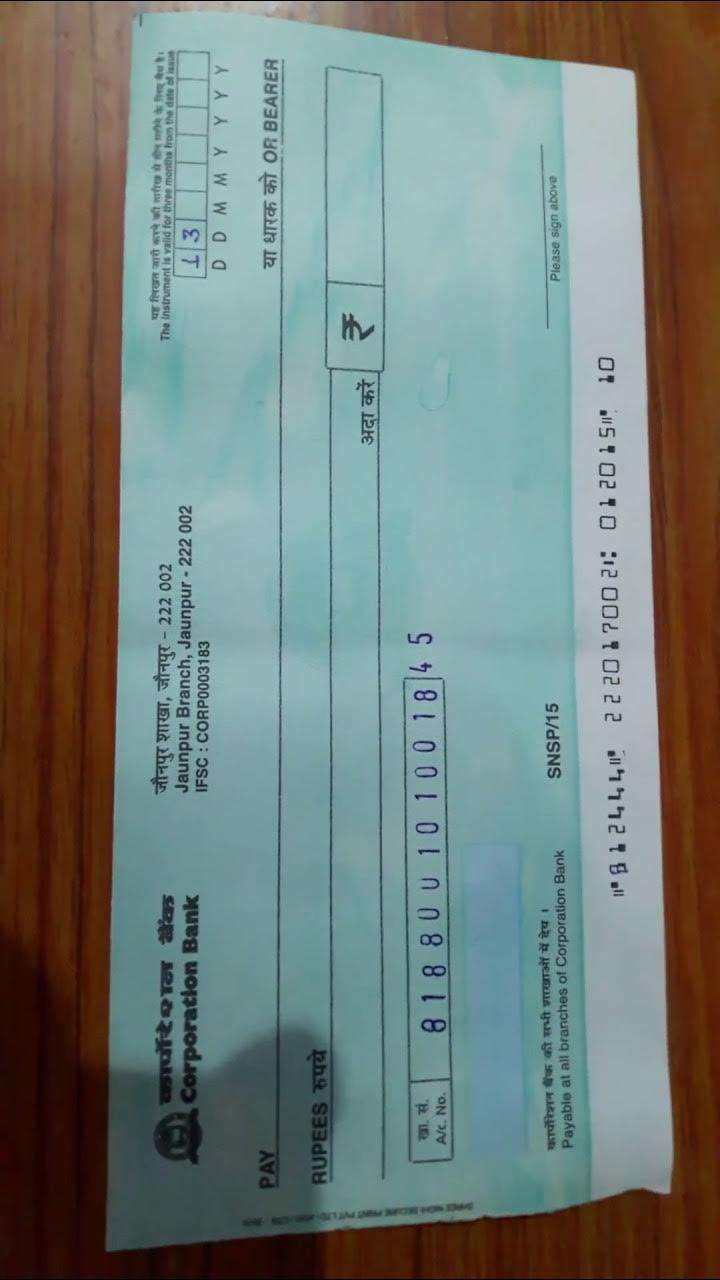 कार्पोरेशन बैंक
Corporation Bank
जौनपुर शाखा, जौनपुर - 222 002
Jaunpur Branch, Jaunpur - 222 002
IFSC : CORP0003183
यह लिखत जारी करने की तारीख से तीन महीने के लिए वैध है।
The instrument is valid for three months from the date of issue
13
D D M M Y Y Y Y
PAY
या धारक को OR BEARER
RUPEES रुपये
अदा करें
₹
खा. सं.
A/c. No.
818800101001845
कार्पोरेशन बैंक की सभी शाखाओं में देय ।
Payable at all branches of Corporation Bank
SNSP/15
Please sign above
⑈812444⑈ 222017002⑆ 012015⑈ 10